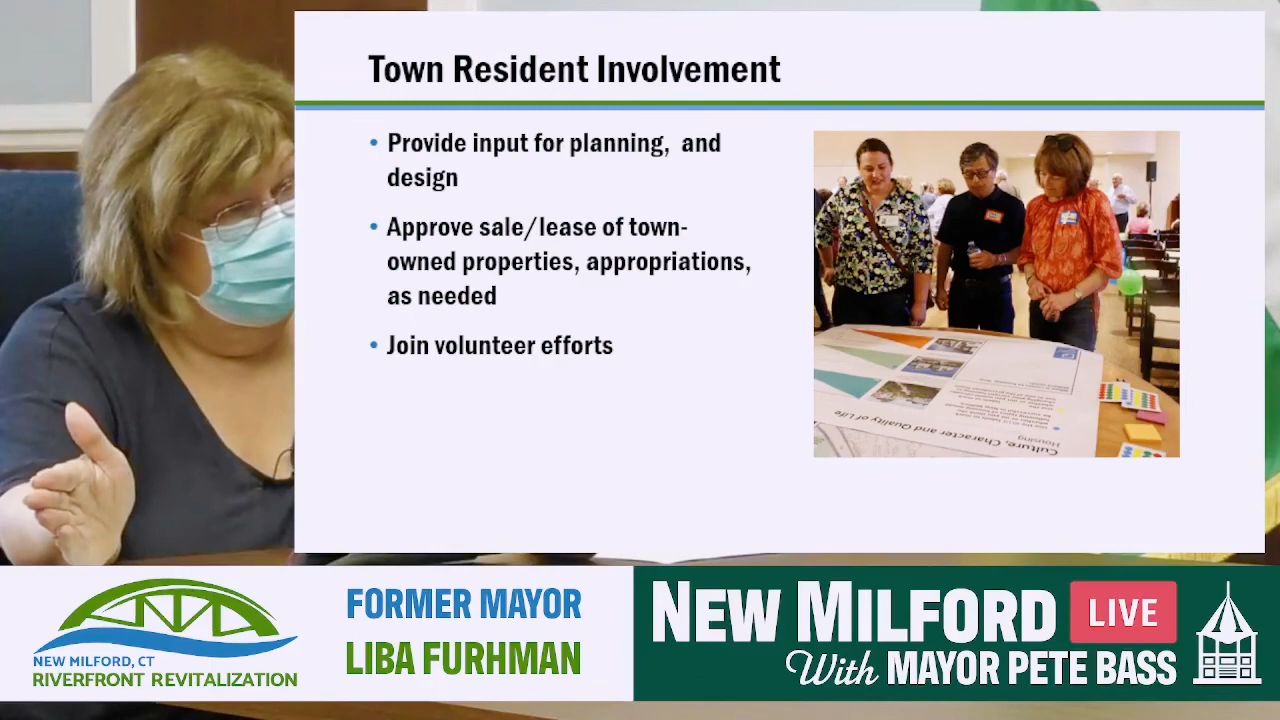 Town Resident Involvement
• Provide input for planning, and
design
• Approve sale/lease of town-
owned properties, appropriations,
as needed
• Join volunteer efforts
Culture, Character and Quality of Life
Housing
NEW MILFORD, CT
RIVERFRONT REVITALIZATION
FORMER MAYOR
LIBA FURHMAN
NEW MILFORD LIVE
With MAYOR PETE BASS